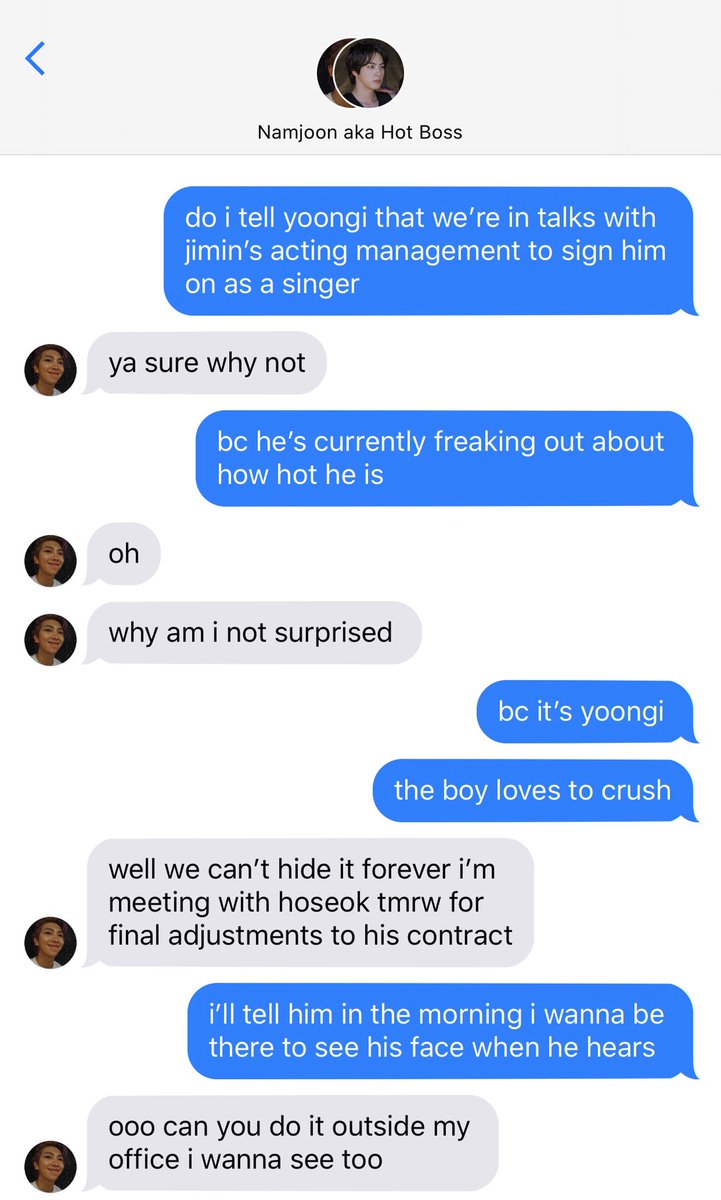 Namjoon aka Hot Boss
do i tell yoongi that we’re in talks with
jimin’s acting management to sign him
on as a singer
ya sure why not
bc he’s currently freaking out about
how hot he is
oh
why am i not surprised
bc it’s yoongi
the boy loves to crush
well we can’t hide it forever i’m
meeting with hoseok tmrw for
final adjustments to his contract
i’ll tell him in the morning i wanna be
there to see his face when he hears
ooo can you do it outside my
office i wanna see too